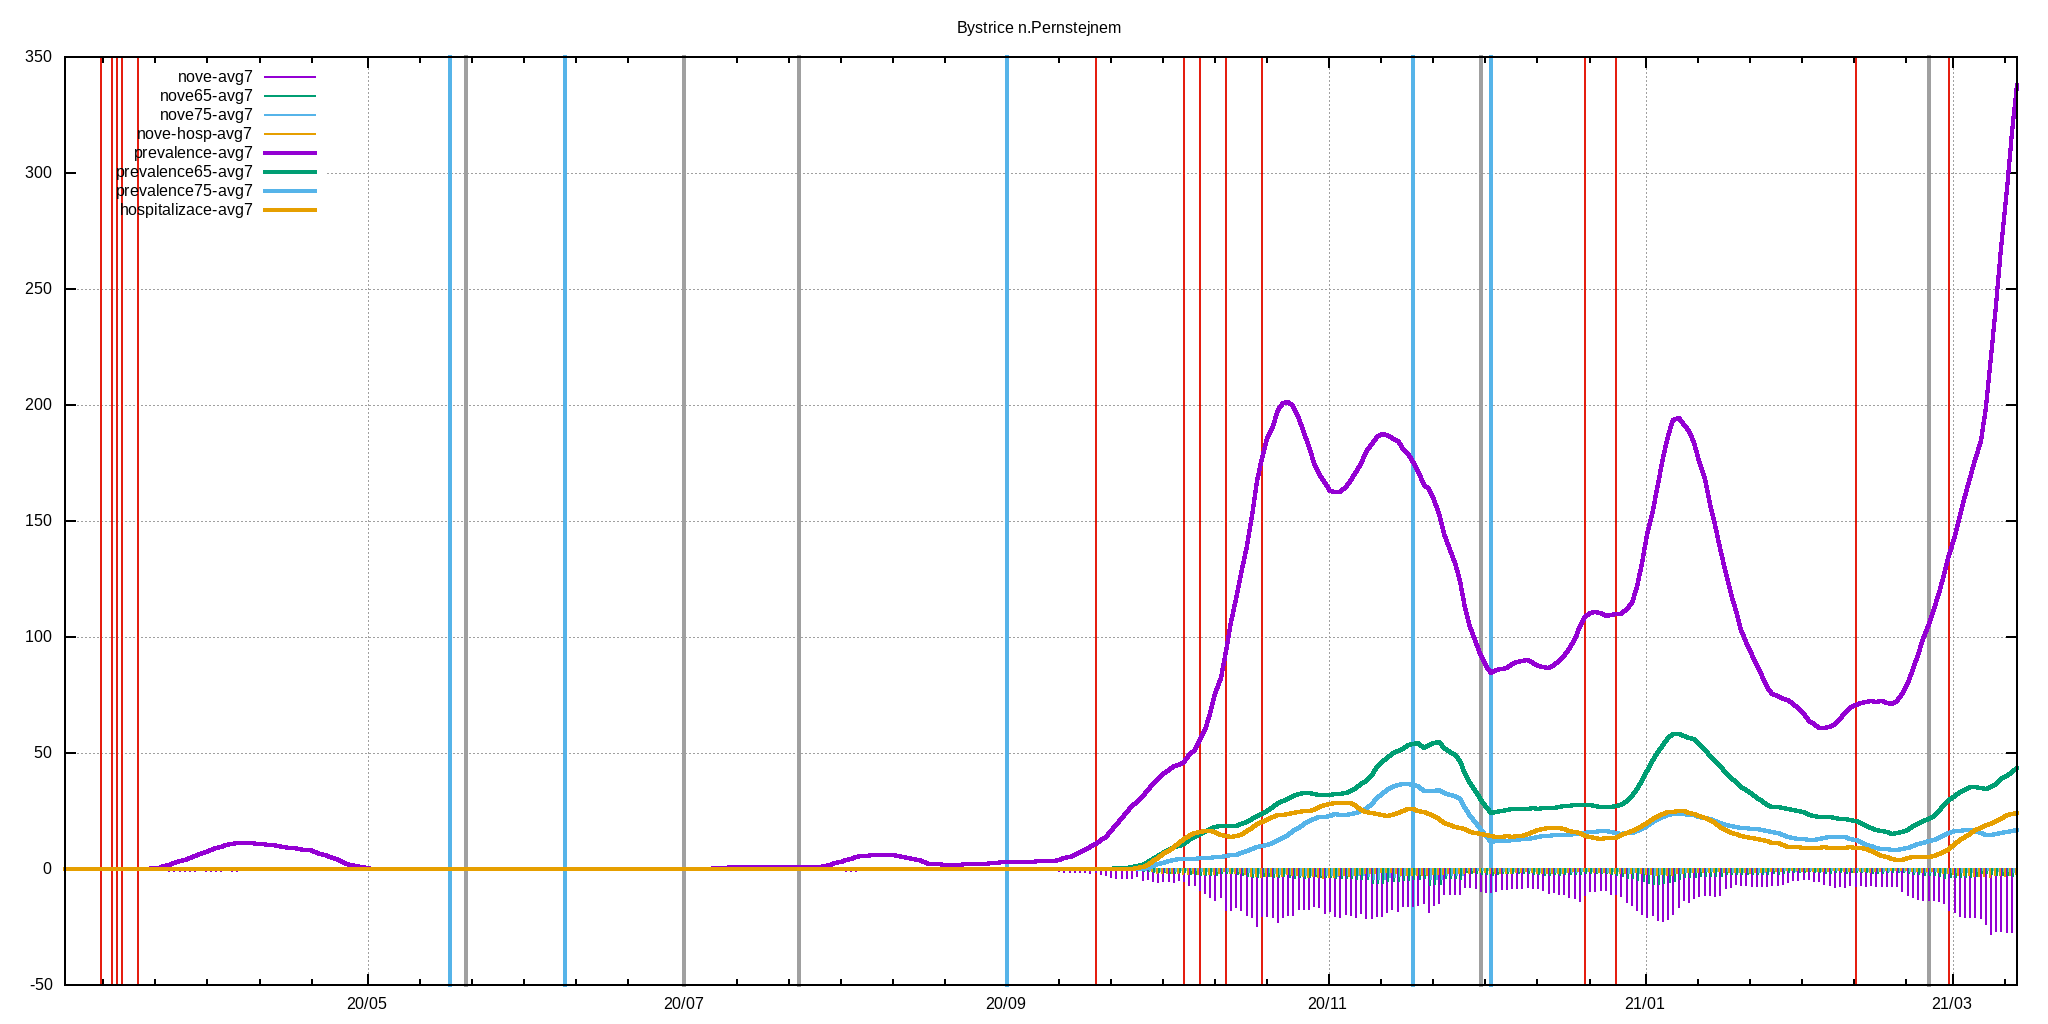 Bystrice n.Pernstejnem
350
300
250
200
150
100
50
0
-50
nove-avg7
nove65-avg7
nove75-avg7
nove-hosp-avg7
prevalence-avg7
prevalence65-avg7
prevalence75-avg7
hospitalizace-avg7
20/05 20/07 20/09 20/11 21/01 21/03